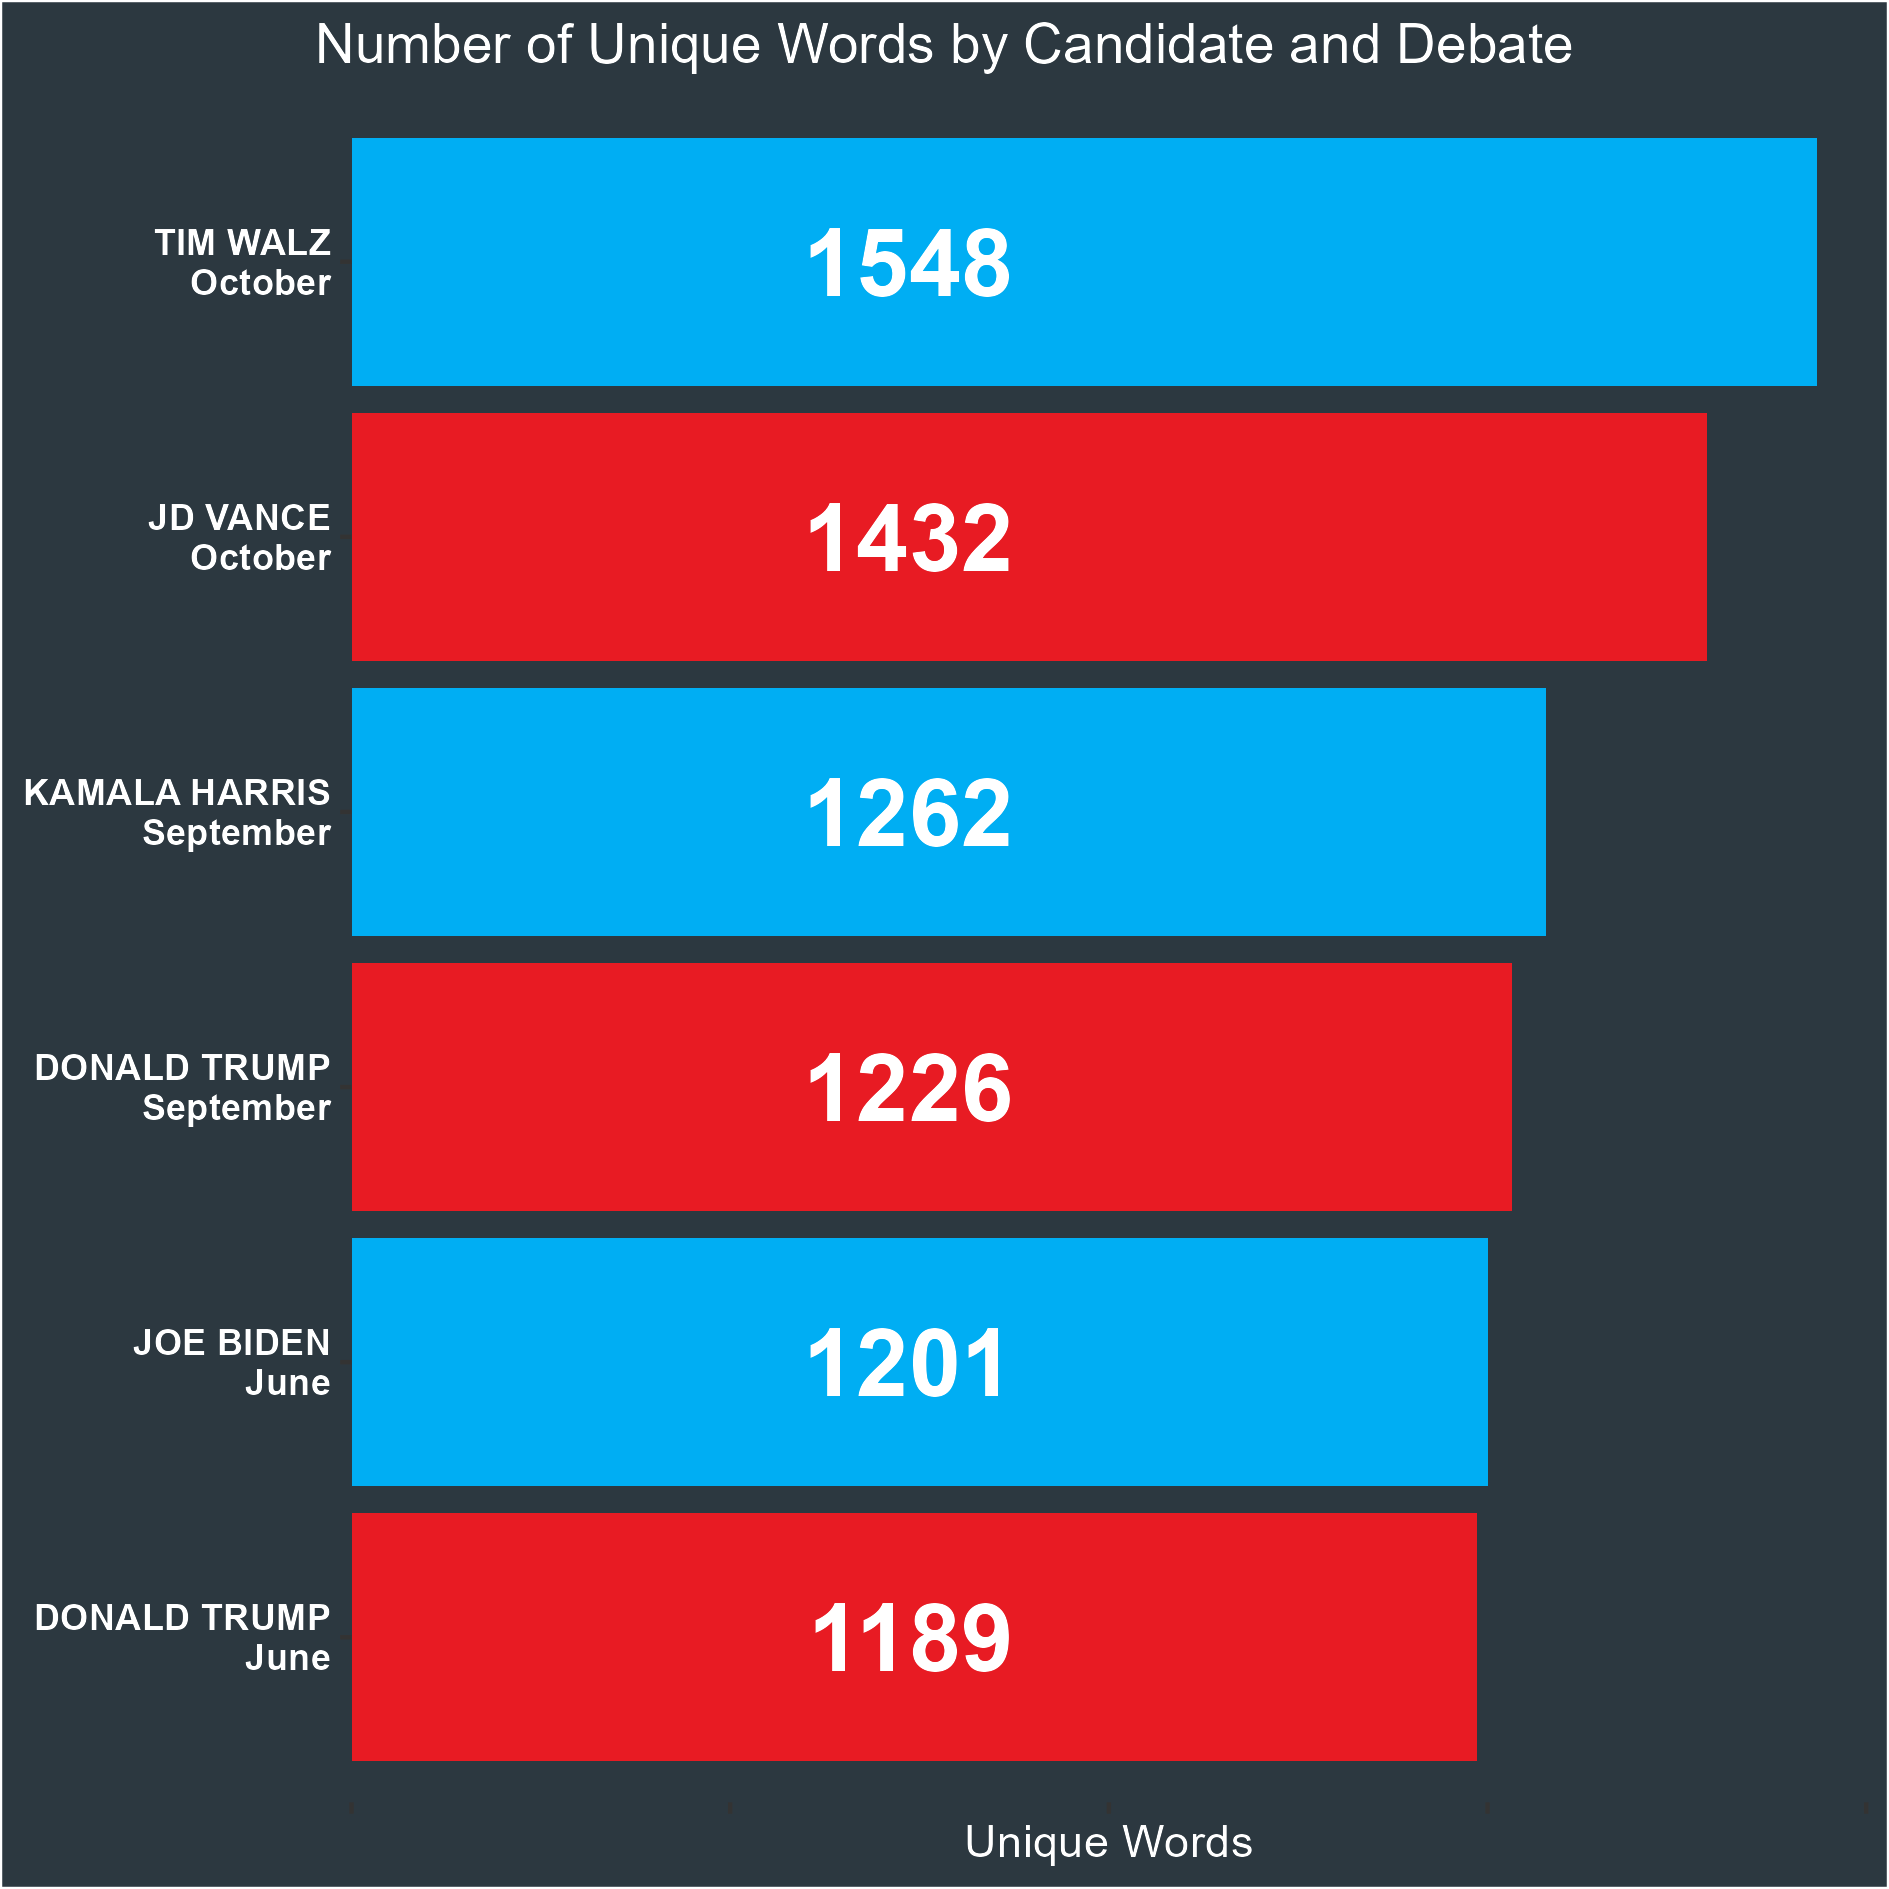 Number of Unique Words by Candidate and Debate
TIM WALZ
October
1548
JD VANCE
October
1432
KAMALA HARRIS
September
1262
DONALD TRUMP
September
1226
JOE BIDEN
June
1201
DONALD TRUMP
June
1189
Unique Words